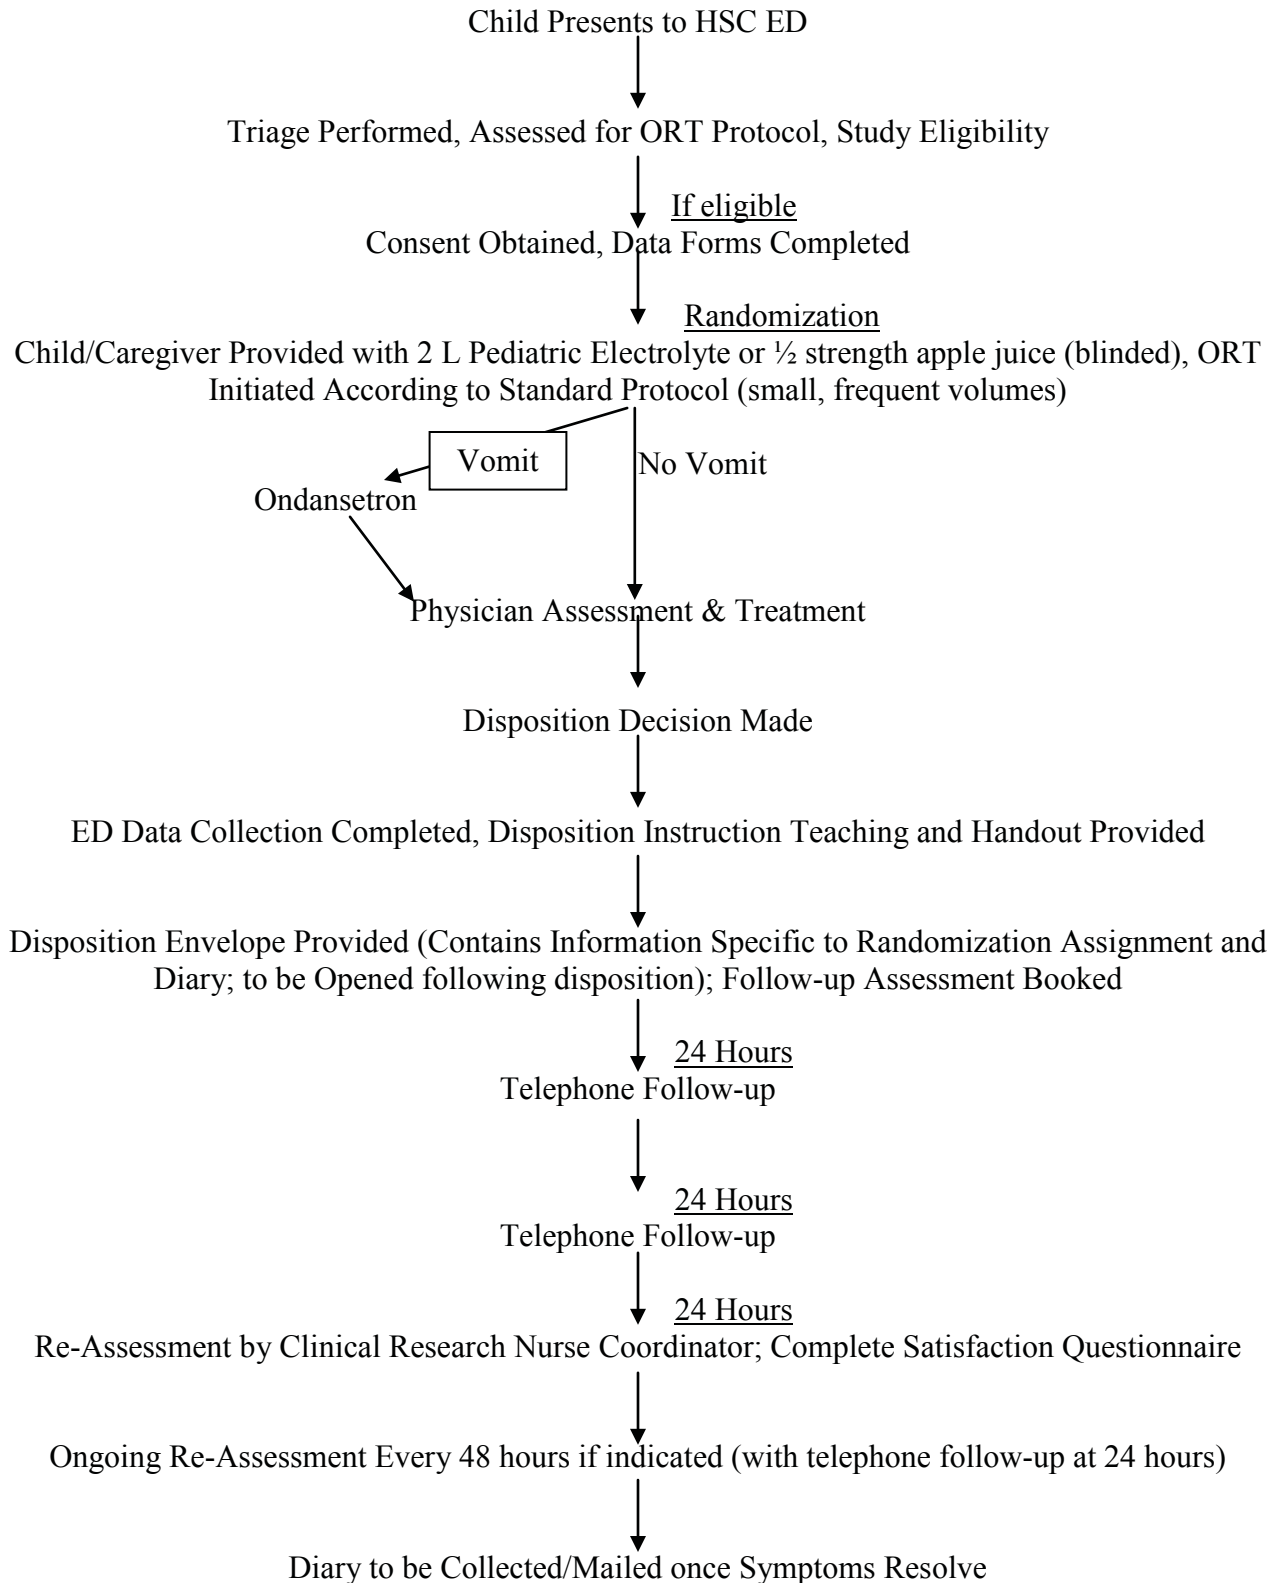 Child Presents to HSC ED
Triage Performed, Assessed for ORT Protocol, Study Eligibility
If eligible
Consent Obtained, Data Forms Completed
Randomization
Child/Caregiver Provided with 2 L Pediatric Electrolyte or ½ strength apple juice (blinded), ORT
Initiated According to Standard Protocol (small, frequent volumes)
Vomit
No Vomit
Ondansetron
Physician Assessment & Treatment
Disposition Decision Made
ED Data Collection Completed, Disposition Instruction Teaching and Handout Provided
Disposition Envelope Provided (Contains Information Specific to Randomization Assignment and
Diary; to be Opened following disposition); Follow-up Assessment Booked
24 Hours
Telephone Follow-up
24 Hours
Telephone Follow-up
24 Hours
Re-Assessment by Clinical Research Nurse Coordinator; Complete Satisfaction Questionnaire
Ongoing Re-Assessment Every 48 hours if indicated (with telephone follow-up at 24 hours)
Diary to be Collected/Mailed once Symptoms Resolve